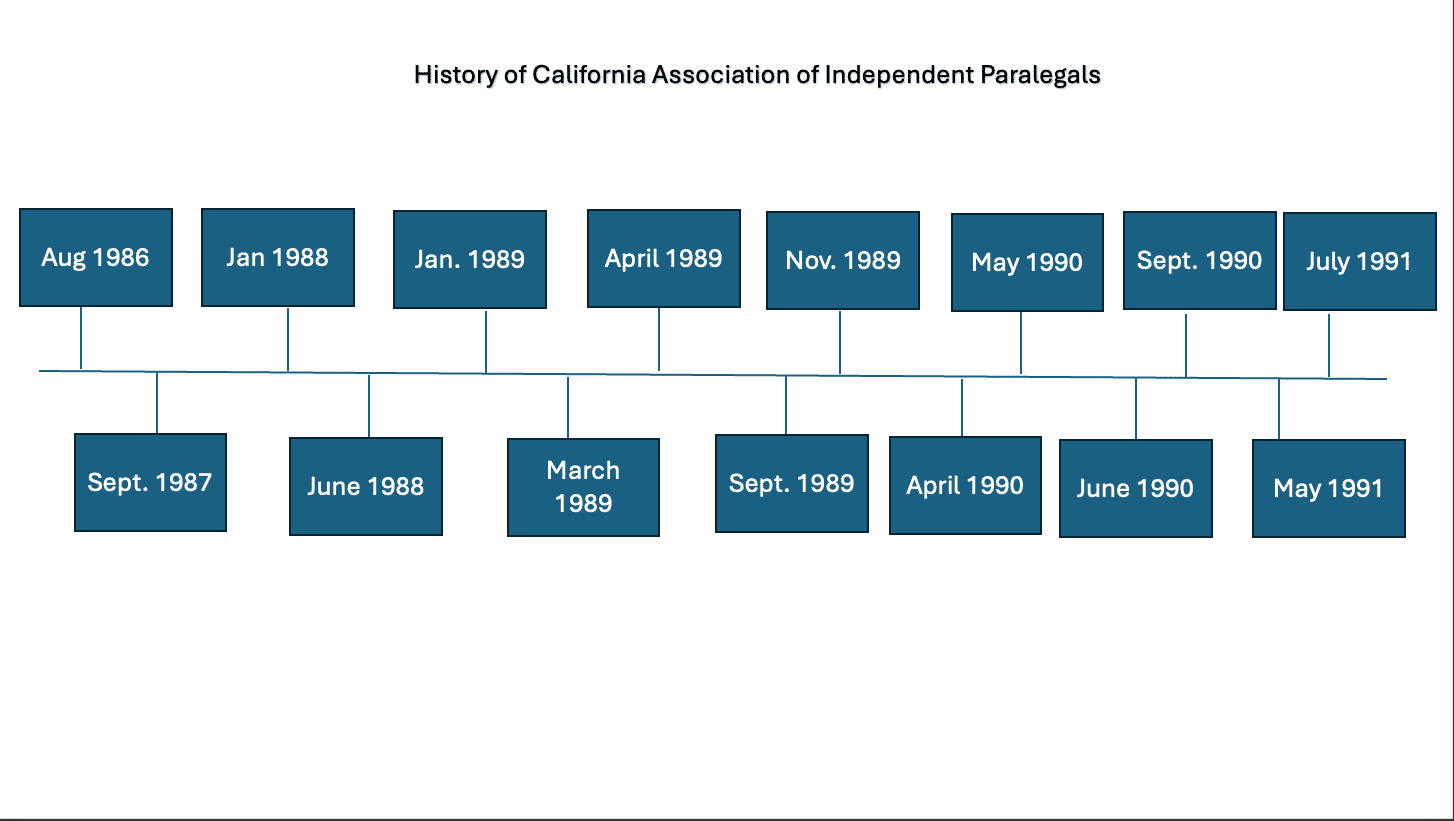 History of California Association of Independent Paralegals
Aug 1986
Jan 1988
Jan. 1989
April 1989
Nov. 1989
May 1990
Sept. 1990
July 1991
Sept. 1987
June 1988
March
1989
Sept. 1989
April 1990
June 1990
May 1991